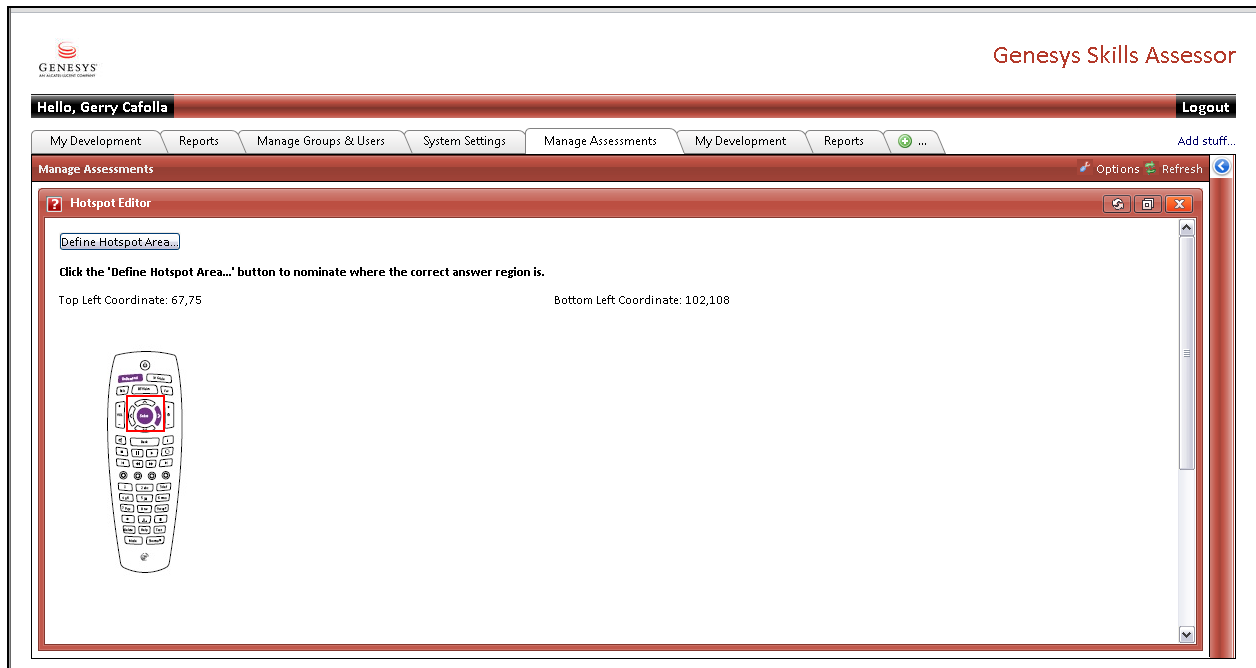 GENESYS
AN ALCATEL-LUCENT COMPANY
Genesys Skills Assessor
Hello, Gerry Cafolla
Logout
My Development Reports Manage Groups & Users System Settings Manage Assessments My Development Reports ...
Add stuff...
Manage Assessments
Options Refresh
? Hotspot Editor
Define Hotspot Area...
Click the 'Define Hotspot Area...' button to nominate where the correct answer region is.
Top Left Coordinate: 67,75
Bottom Left Coordinate: 102,108
Select
Back